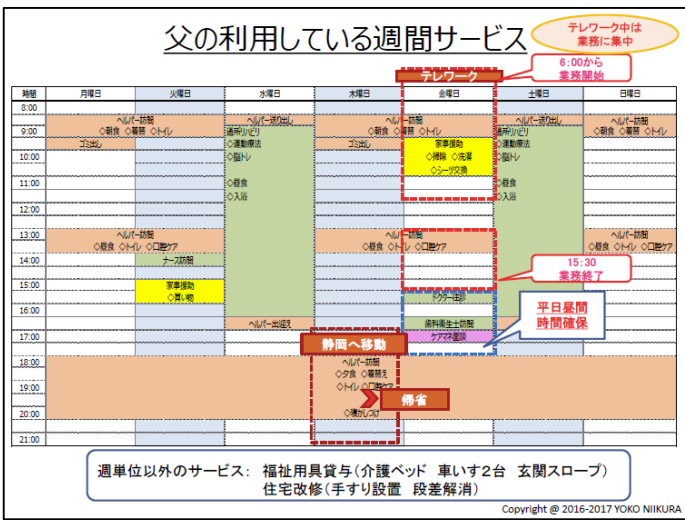 父の利用している週間サービス
テレワーク中は
業務に集中
6:00から
業務開始
テレワーク
時間 月曜日 火曜日 水曜日 木曜日 金曜日 土曜日 日曜日
8:00
ヘルパー訪問 ヘルパー送り出し ヘルパー訪問 ヘルパー送り出し ヘルパー訪問
9:00 ◇朝食 ◇着替 ◇トイレ 通所リハビリ ◇朝食 ◇着替 ◇トイレ 通所リハビリ ◇朝食 ◇着替 ◇トイレ
ゴミ出し ◇運動療法 ゴミ出し 家事援助 ◇運動療法
10:00 ◇脳トレ ◇掃除 ◇洗濯 ◇脳トレ
◇シーツ交換
11:00 ◇昼食 ◇昼食
◇入浴 ◇入浴
12:00
13:00 ヘルパー訪問 ヘルパー訪問 ヘルパー訪問
◇昼食 ◇トイレ ◇口腔ケア ◇昼食 ◇トイレ ◇口腔ケア ◇昼食 ◇トイレ ◇口腔ケア
14:00 ナース訪問
15:30
業務終了
15:00 家事援助
◇買い物 ドクター往診
16:00
平日昼間
時間確保
ヘルパー出迎え 歯科衛生士訪問
17:00 ケアマネ面談
静岡へ移動
18:00 ヘルパー訪問
◇夕食 ◇着替え
19:00 ◇トイレ ◇口腔ケア
帰省
20:00 ◇寝かしつけ
21:00
週単位以外のサービス： 福祉用具貸与（介護ベッド 車いす２台 玄関スロープ）
住宅改修（手すり設置 段差解消）
Copyright @ 2016-2017 YOKO NIIKURA